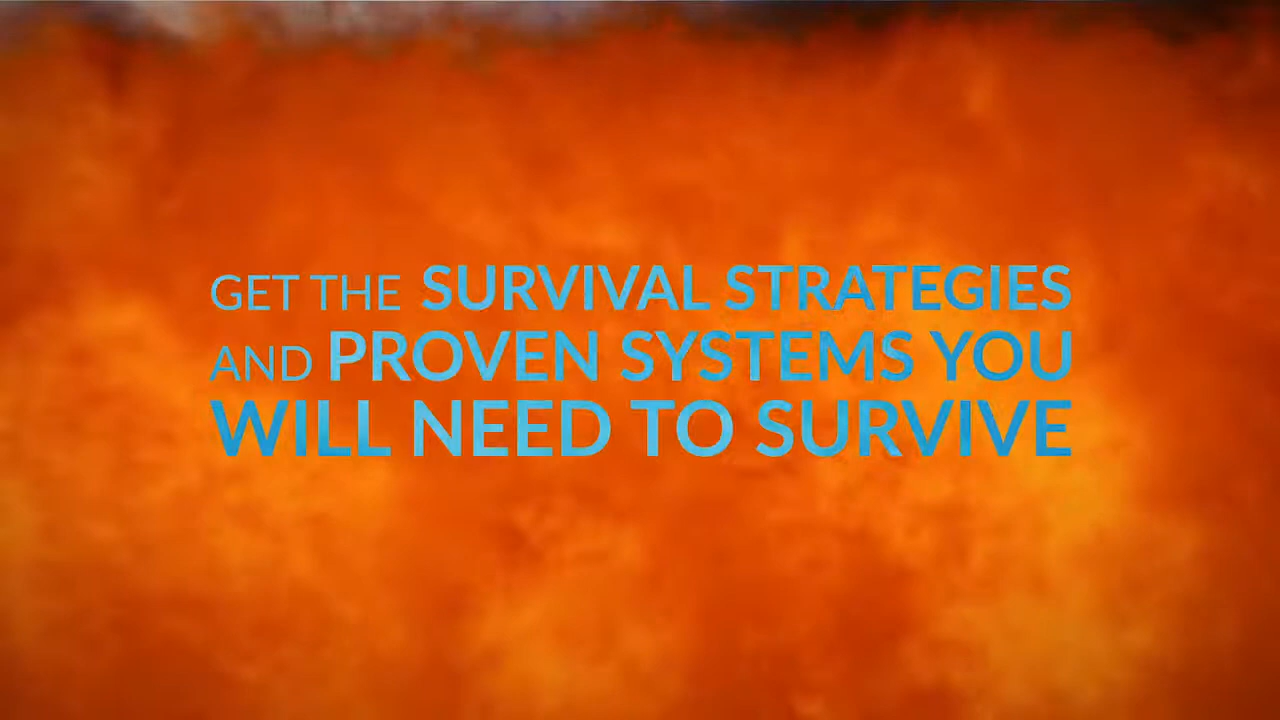 GET THE SURVIVAL STRATEGIES
AND PROVEN SYSTEMS YOU
WILL NEED TO SURVIVE